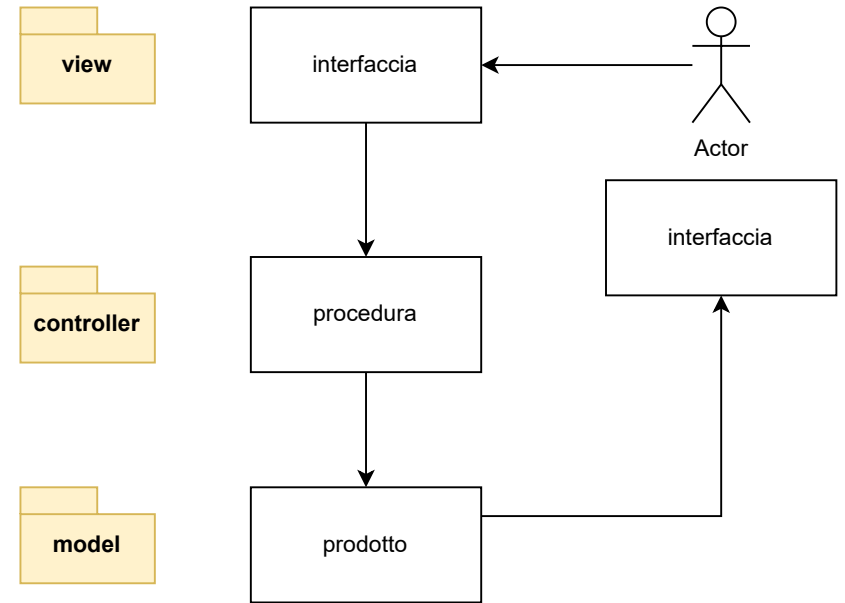 view
interfaccia
Actor
interfaccia
controller
procedura
model
prodotto